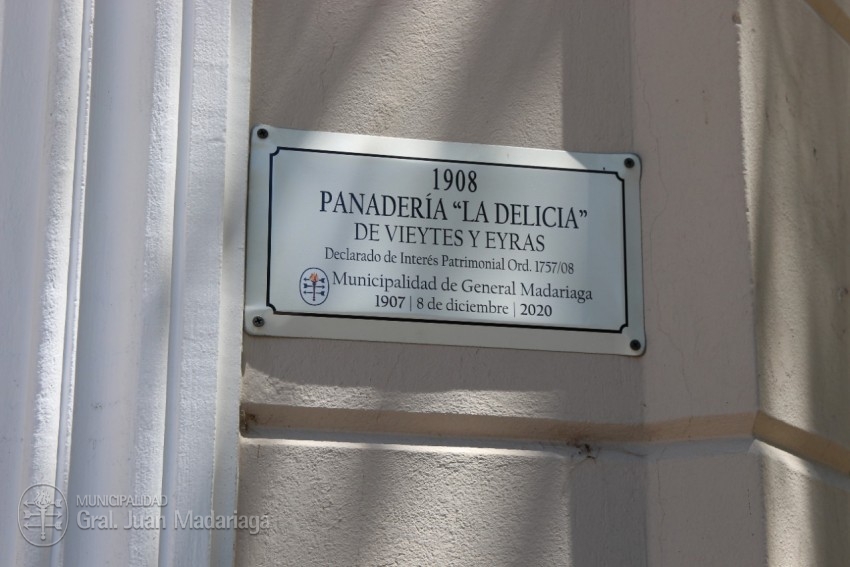 1908
PANADERÍA “LA DELICIA”
DE VIEYTES Y EYRAS
Declarado de Interés Patrimonial Ord. 1757/08
Municipalidad de General Madariaga
1907 | 8 de diciembre | 2020
MUNICIPALIDAD
Gral. Juan Madariaga